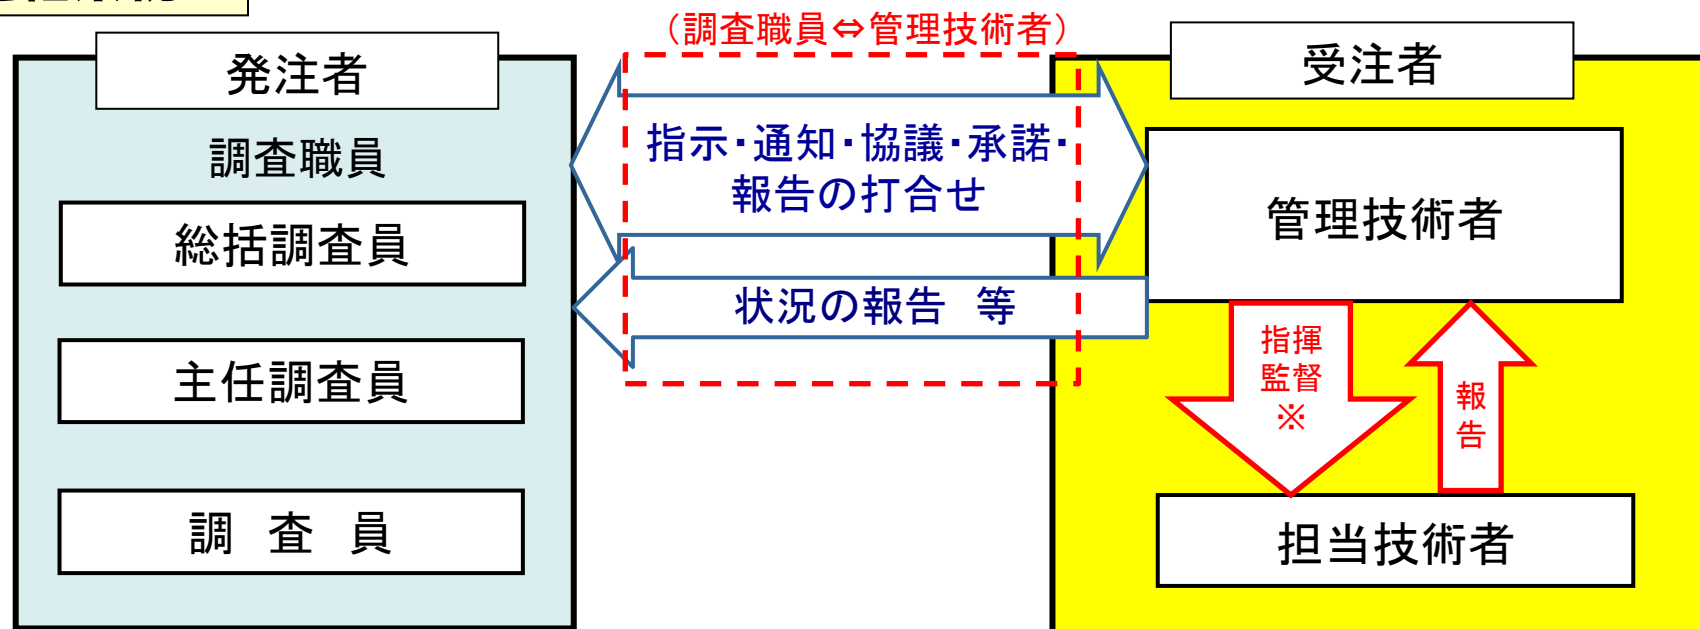 （調査職員⇔管理技術者）
発注者
調査職員
総括調査員
主任調査員
調　査　員
指示・通知・協議・承諾・
報告の打合せ
状況の報告　等
受注者
管理技術者
指揮
監督
※
報
告
担当技術者